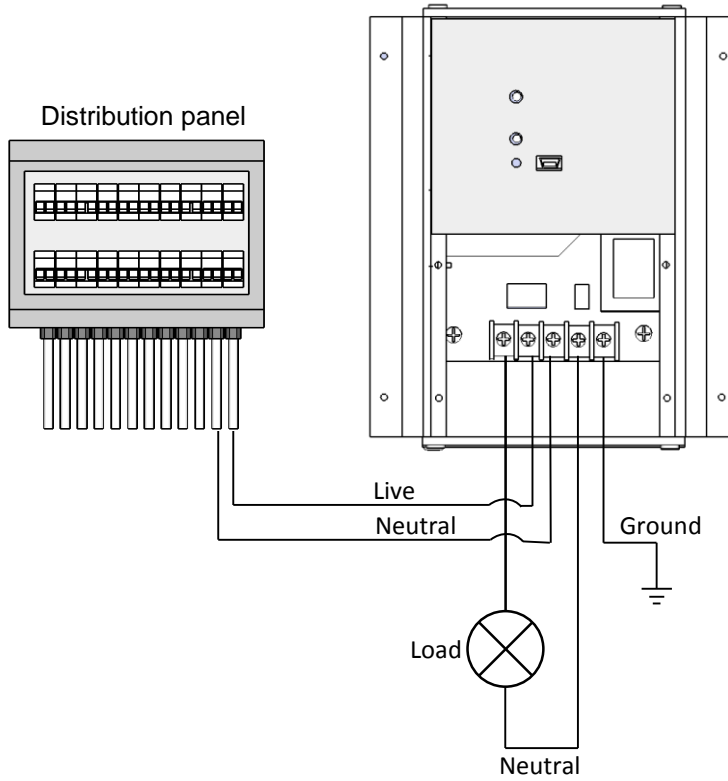 Distribution panel
Live
Neutral
Ground
Load
Neutral